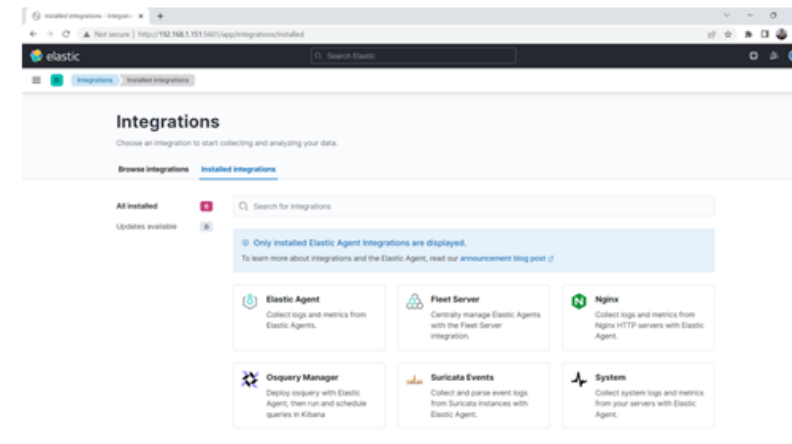 Installed integrations - Integrati
Not secure | http://192.168.1.151:5601/app/integrations/installed
elastic
Search Elastic
Integrations
Installed integrations
Integrations
Choose an integration to start collecting and analyzing your data.
Browse integrations Installed integrations
All installed 6
Search for integrations
Updates available 0
Only installed Elastic Agent Integrations are displayed.
To learn more about integrations and the Elastic Agent, read our announcement blog post
Elastic Agent
Collect logs and metrics from
Elastic Agents.
Fleet Server
Centrally manage Elastic Agents
with the Fleet Server
integration.
Nginx
Collect logs and metrics from
Nginx HTTP servers with Elastic
Agent.
Osquery Manager
Deploy osquery with Elastic
Agent, then run and schedule
queries in Kibana
Suricata Events
Collect and parse event logs
from Suricata instances with
Elastic Agent.
System
Collect system logs and metrics
from your servers with Elastic
Agent.